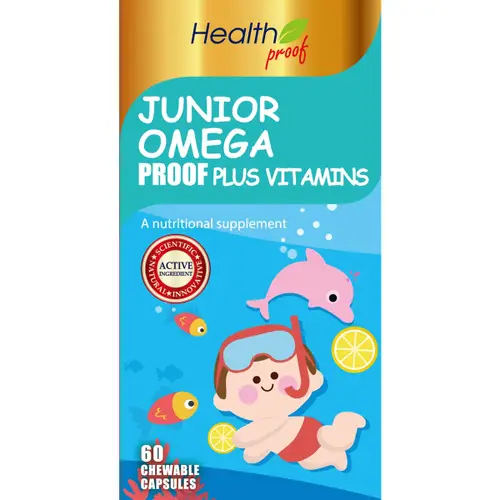 Health
proof
JUNIOR
OMEGA
PROOF PLUS VITAMINS
A nutritional supplement
SCIENTIFIC
INNOVATIVE
NATURAL
ACTIVE
INGREDIENT
60
CHEWABLE
CAPSULES